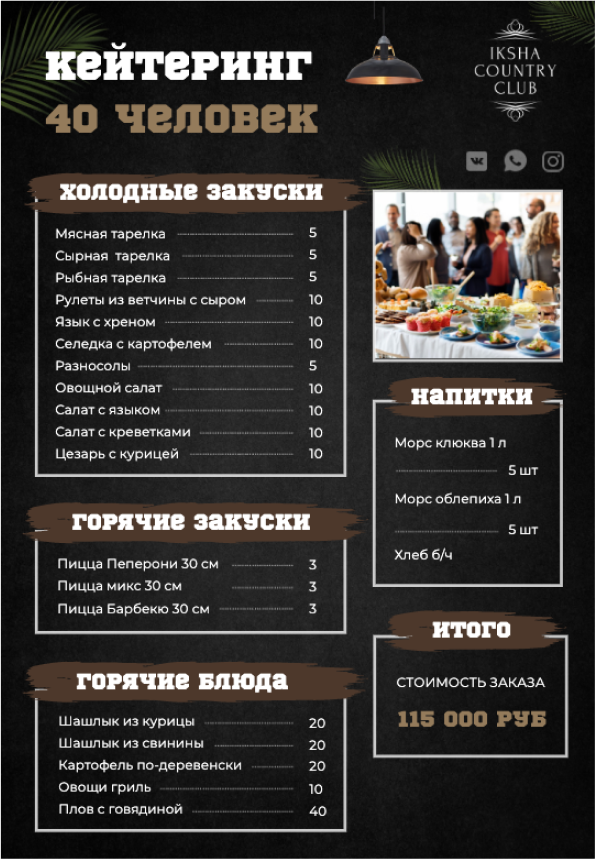 кейтеринг
40 человек
IKSHA
COUNTRY
CLUB
холодные закуски
Мясная тарелка 5
Сырная тарелка 5
Рыбная тарелка 5
Рулеты из ветчины с сыром 10
Язык с хреном 10
Селедка с картофелем 10
Разносолы 5
Овощной салат 10
Салат с языком 10
Салат с креветками 10
Цезарь с курицей 10
горячие закуски
Пицца Пеперони 30 см 3
Пицца микс 30 см 3
Пицца Барбекю 30 см 3
горячие блюда
Шашлык из курицы 20
Шашлык из свинины 20
Картофель по-деревенски 20
Овощи гриль 10
Плов с говядиной 40
напитки
Морс клюква 1 л
5 шт
Морс облепиха 1 л
5 шт
Хлеб б/ч
итого
СТОИМОСТЬ ЗАКАЗА
115 000 РУБ